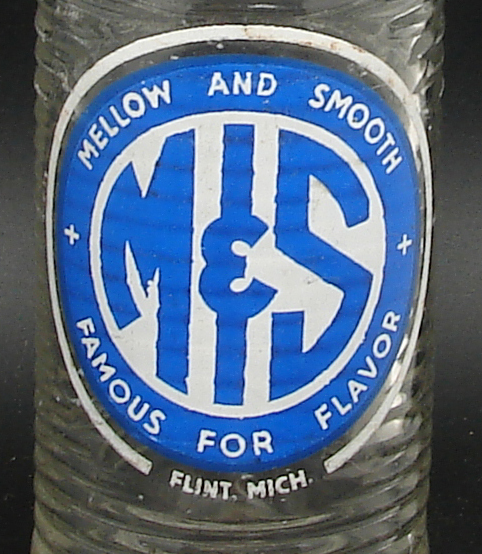 MELLOW AND SMOOTH
M&S
FAMOUS FOR FLAVOR
FLINT, MICH.